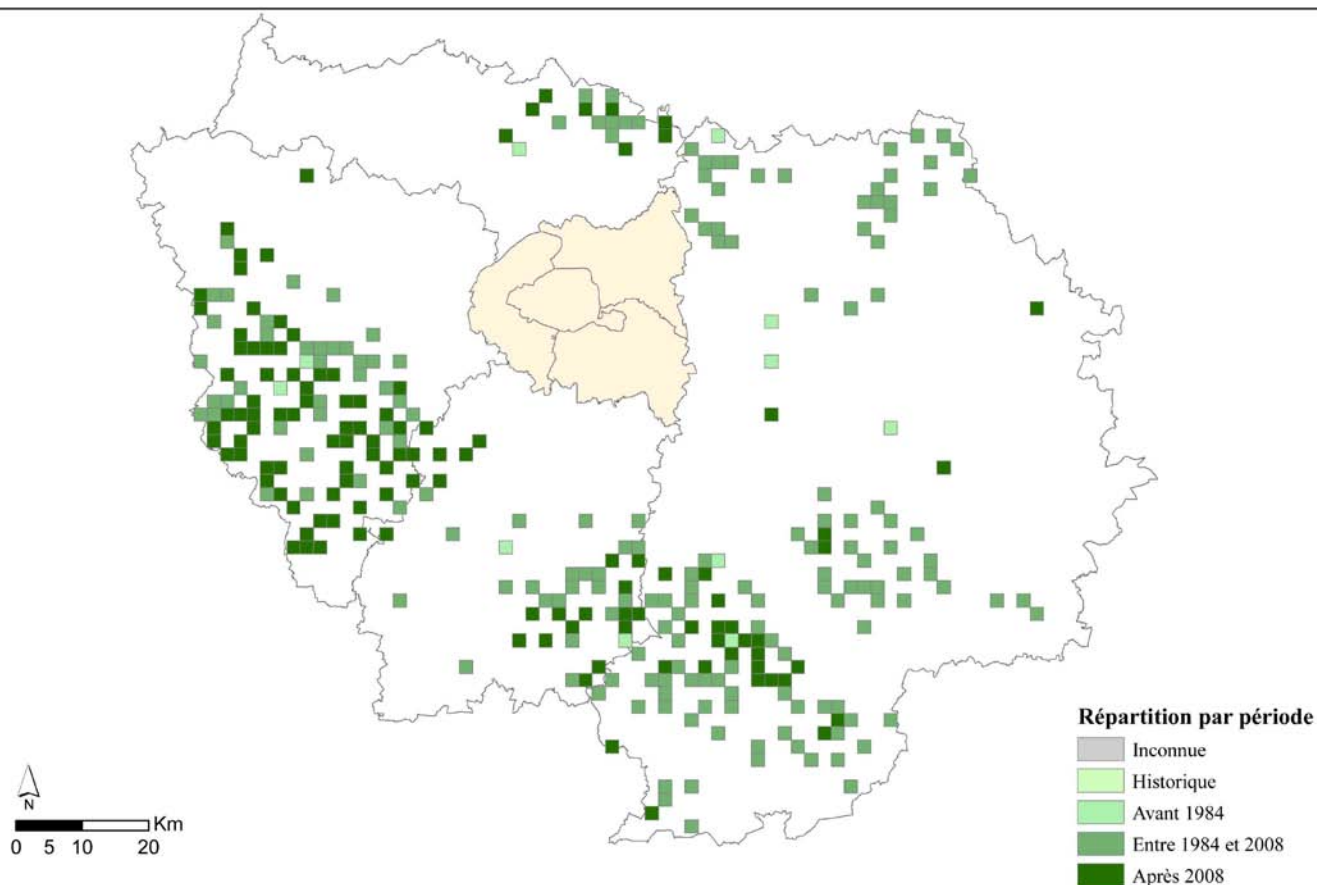 Répartition par période
Inconnue
Historique
Avant 1984
Entre 1984 et 2008
Après 2008
N
Km
0 5 10 20